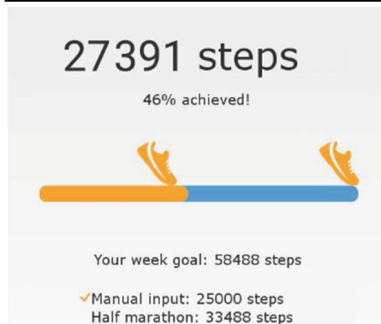 27391 steps
46% achieved!
Your week goal: 58488 steps
Manual input: 25000 steps
Half marathon: 33488 steps